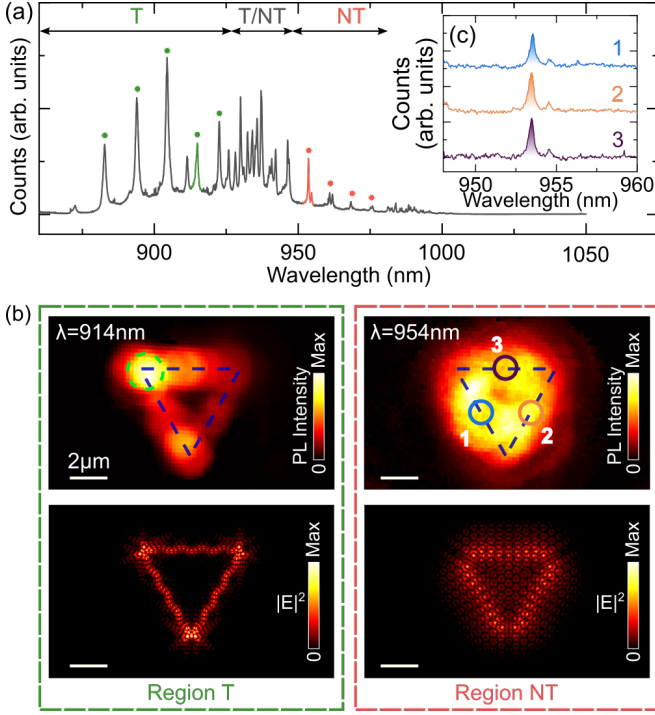 (a)
T
T/NT
NT
Counts (arb. units)
900
950
1000
1050
Wavelength (nm)
(c)
Counts
(arb. units)
1
2
3
950
955
960
Wavelength (nm)
(b)
λ=914nm
2µm
PL Intensity
0
Max
λ=954nm
3
1
2
PL Intensity
0
Max
|E|²
0
Max
Region T
|E|²
0
Max
Region NT